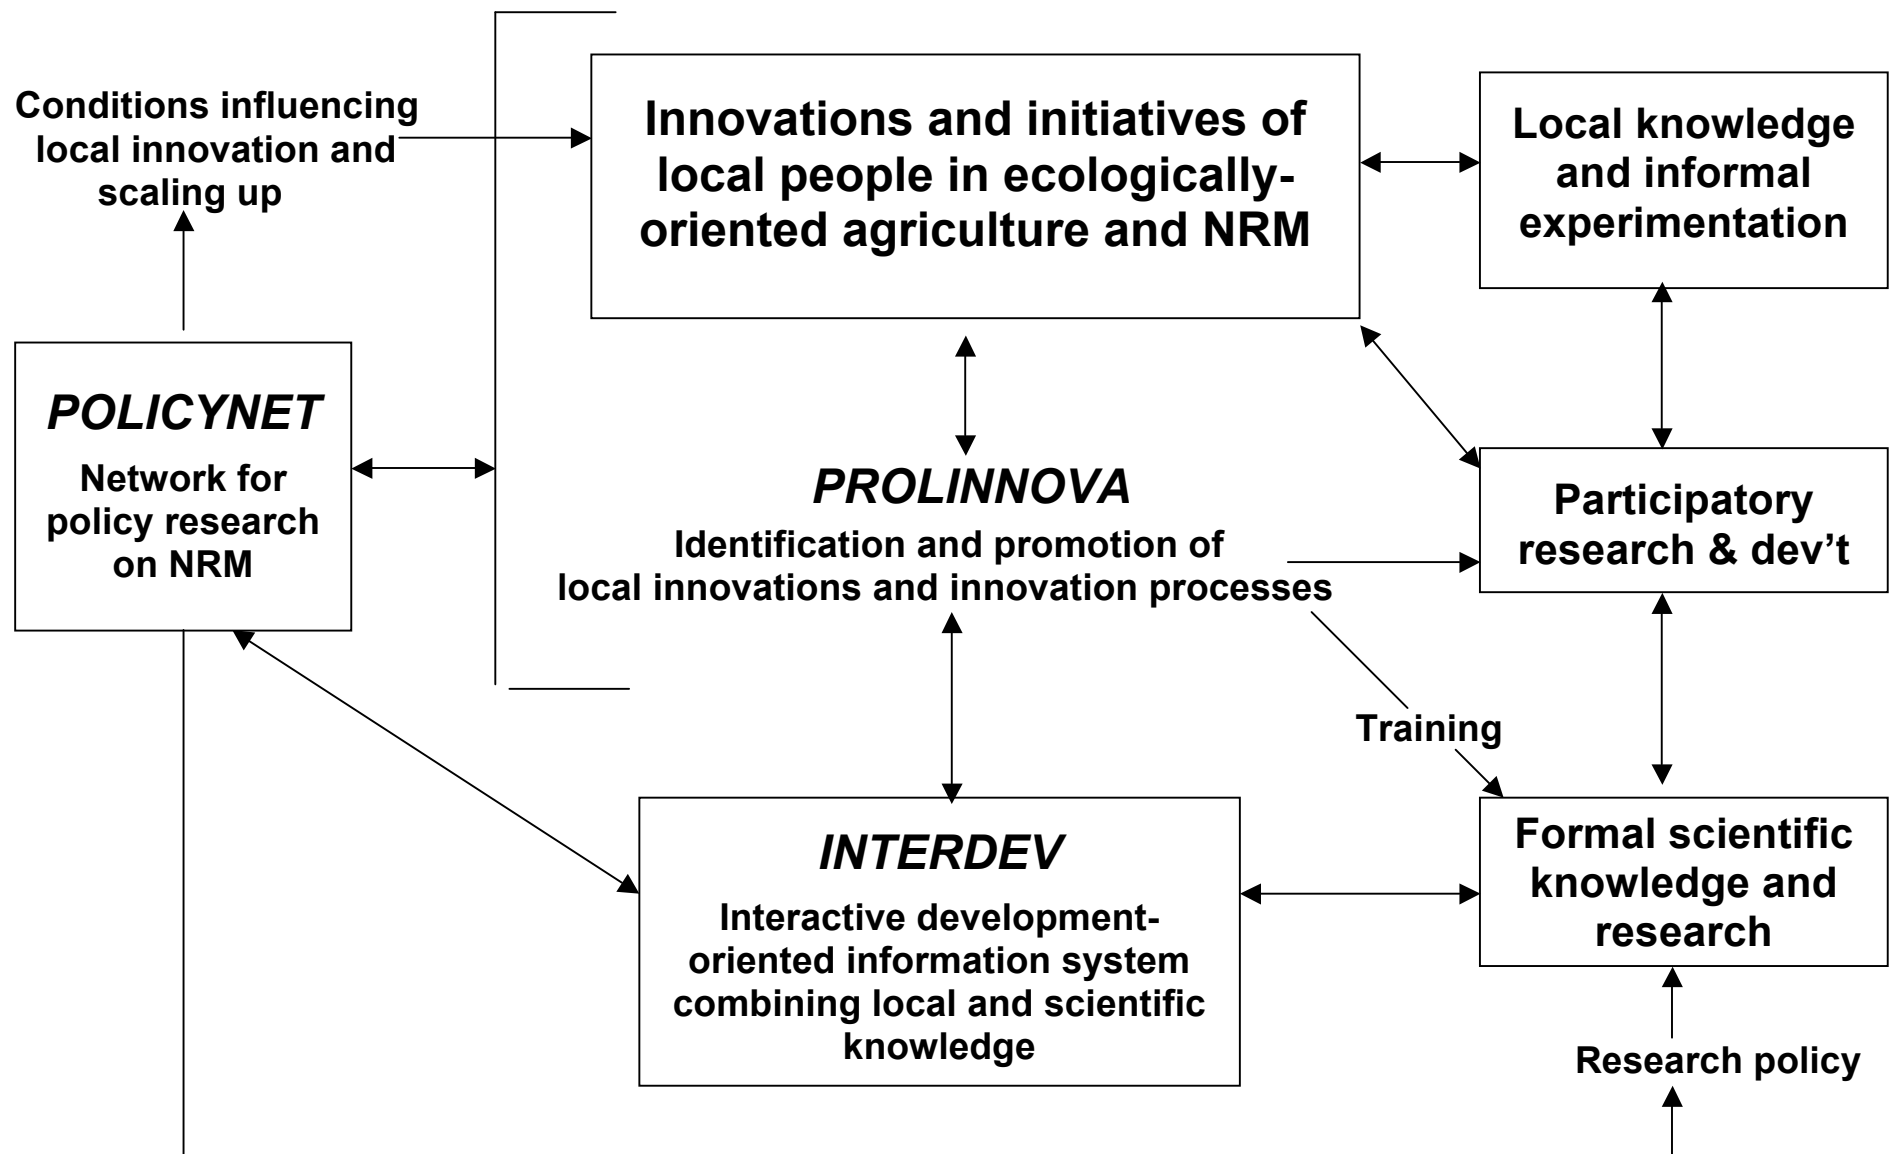 Conditions influencing
local innovation and
scaling up
Innovations and initiatives of
local people in ecologically-
oriented agriculture and NRM
Local knowledge
and informal
experimentation
POLICYNET
Network for
policy research
on NRM
PROLINNOVA
Identification and promotion of
local innovations and innovation processes
Participatory
research & dev’t
Training
INTERDEV
Interactive development-
oriented information system
combining local and scientific
knowledge
Formal scientific
knowledge and
research
Research policy